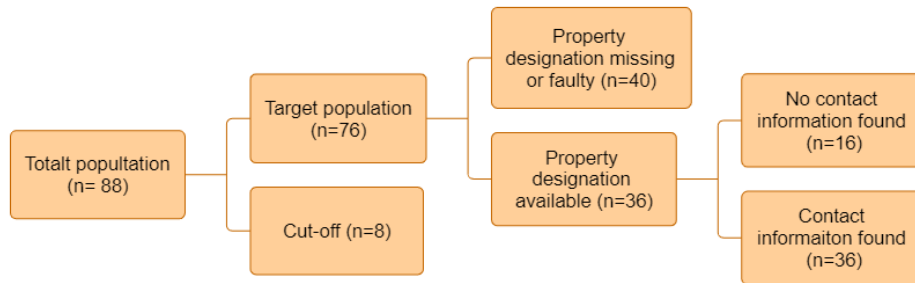 Property
designation missing
or faulty (n=40)
Target population
(n=76)
No contact
information found
(n=16)
Totalt popultation
(n= 88)
Property
designation
available (n=36)
Cut-off (n=8)
Contact
informaiton found
(n=36)